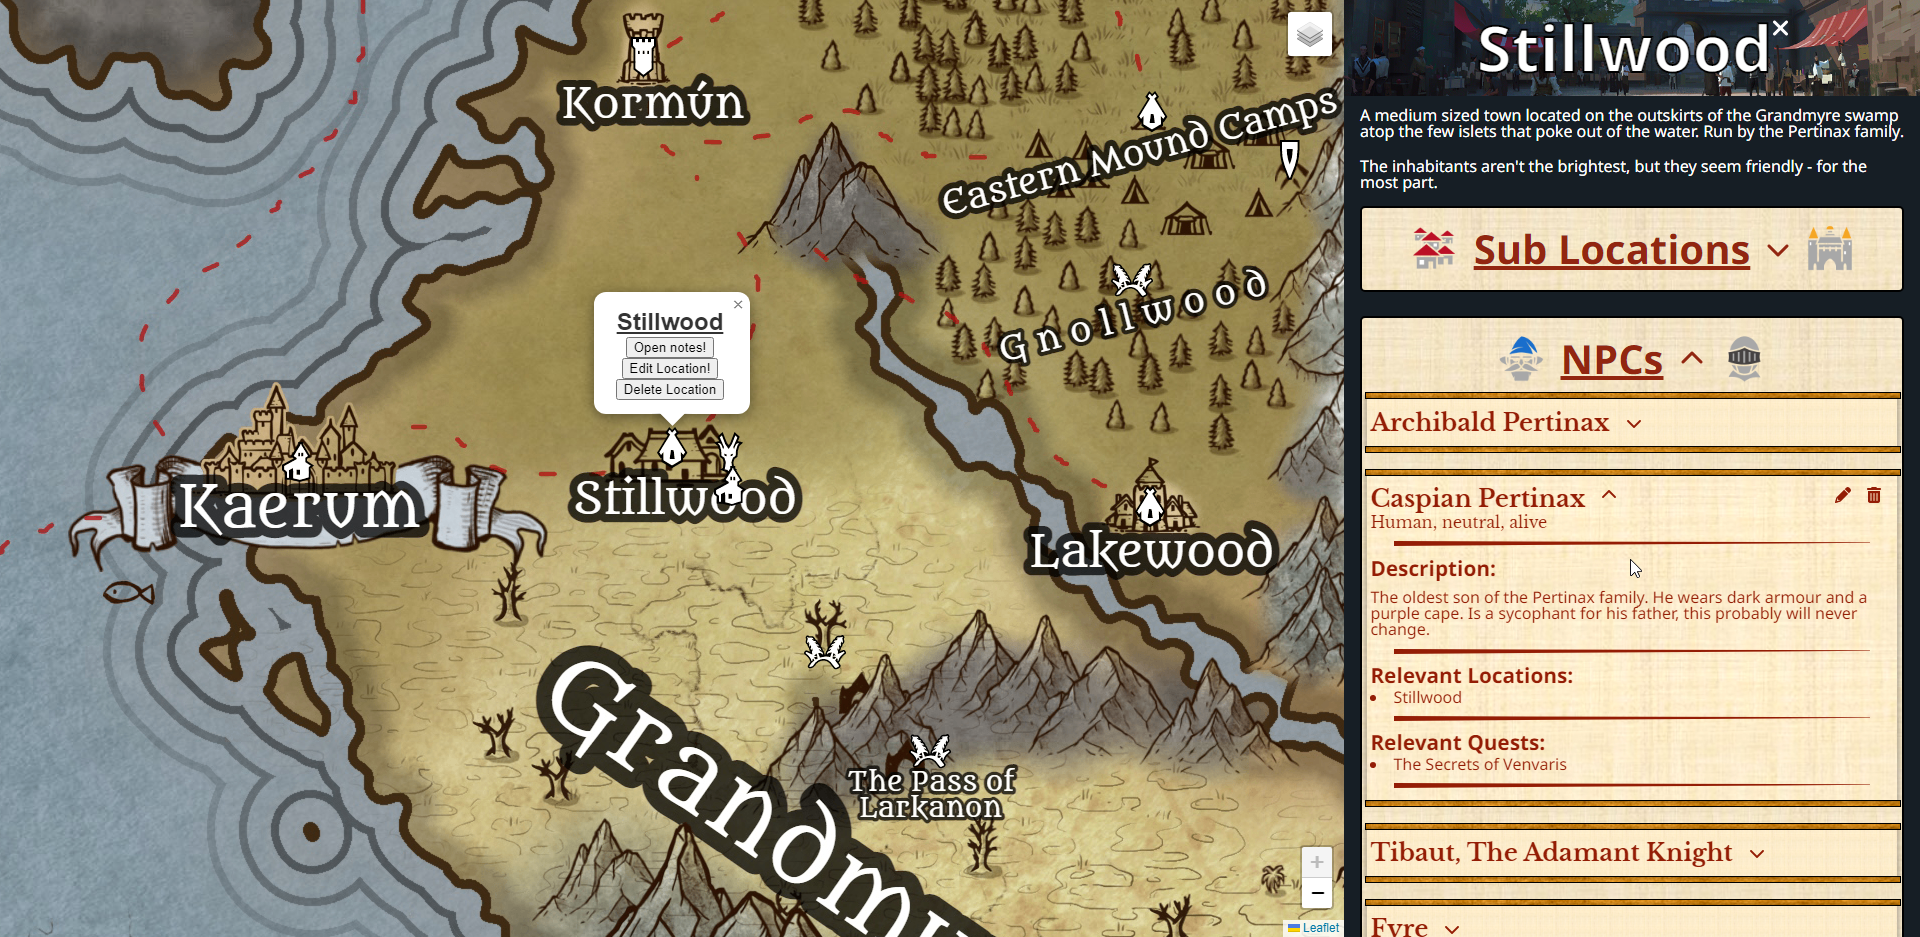 Kormún
Eastern Mound Camps
Gnollwood
Stillwood
×
Open notes!
Edit Location!
Delete Location
Kaerum
Stillwood
Lakewood
Grandmy
The Pass of
Larkanon
+
−
Leaflet
Stillwood
×
A medium sized town located on the outskirts of the Grandmyre swamp
atop the few islets that poke out of the water. Run by the Pertinax family.
The inhabitants aren't the brightest, but they seem friendly - for the
most part.
Sub Locations
NPCs
Archibald Pertinax
Caspian Pertinax
Human, neutral, alive
Description:
The oldest son of the Pertinax family. He wears dark armour and a
purple cape. Is a sycophant for his father, this probably will never
change.
Relevant Locations:
• Stillwood
Relevant Quests:
• The Secrets of Venvaris
Tibaut, The Adamant Knight
Fyre